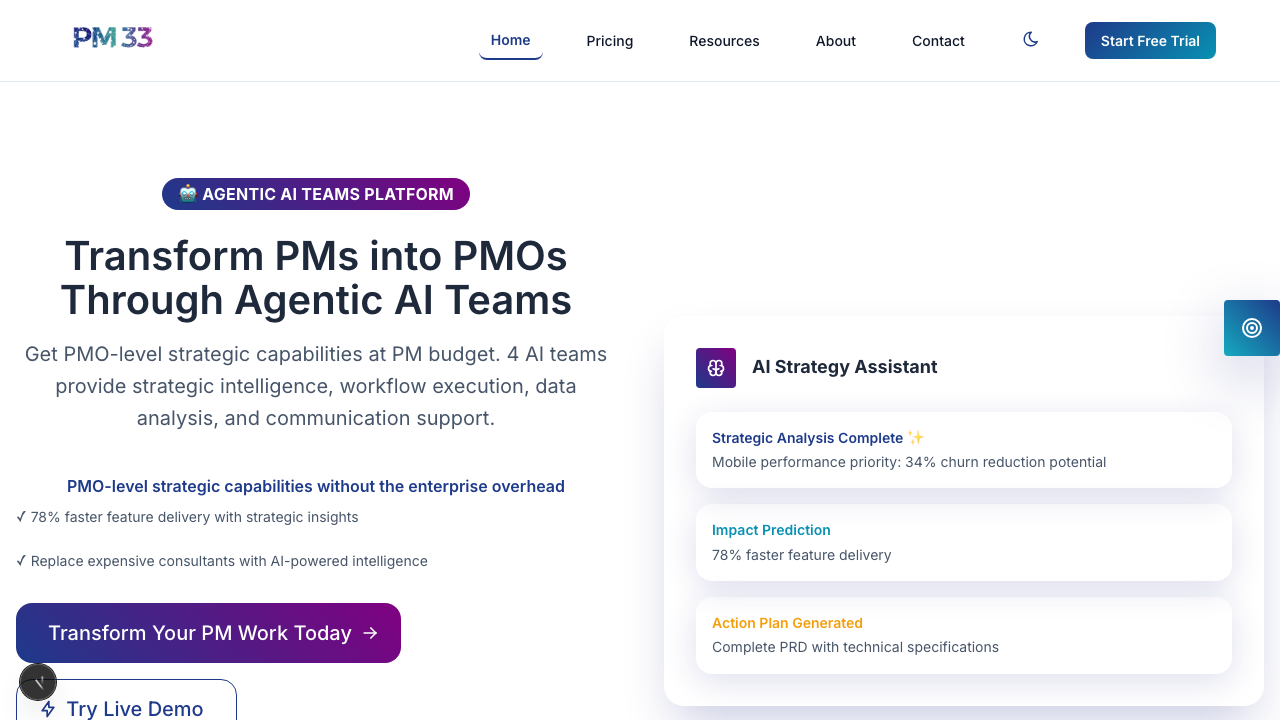 PM 33
Home
Pricing
Resources
About
Contact
Start Free Trial
🤖 AGENTIC AI TEAMS PLATFORM
Transform PMs into PMOs
Through Agentic AI Teams
Get PMO-level strategic capabilities at PM budget. 4 AI teams
provide strategic intelligence, workflow execution, data
analysis, and communication support.
PMO-level strategic capabilities without the enterprise overhead
✓ 78% faster feature delivery with strategic insights
✓ Replace expensive consultants with AI-powered intelligence
Transform Your PM Work Today →
Try Live Demo
AI Strategy Assistant
Strategic Analysis Complete ✨
Mobile performance priority: 34% churn reduction potential
Impact Prediction
78% faster feature delivery
Action Plan Generated
Complete PRD with technical specifications